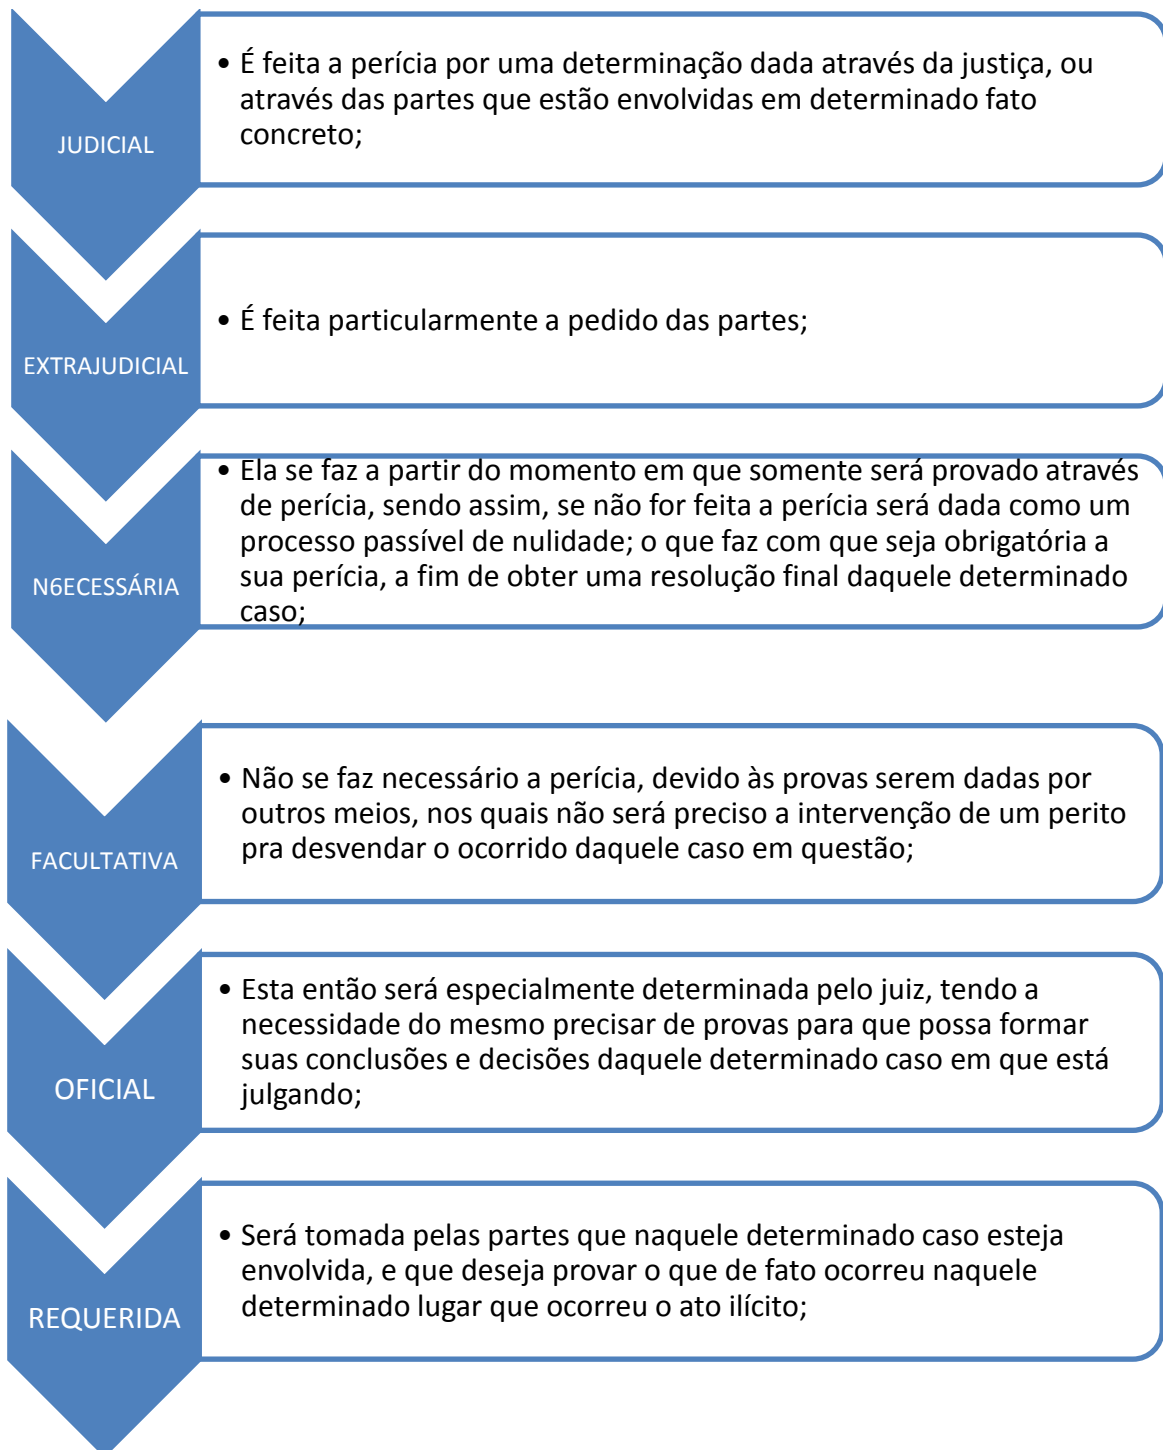 JUDICIAL
• É feita a perícia por uma determinação dada através da justiça, ou
através das partes que estão envolvidas em determinado fato
concreto;
EXTRAJUDICIAL
• É feita particularmente a pedido das partes;
N6ECESSÁRIA
• Ela se faz a partir do momento em que somente será provado através
de perícia, sendo assim, se não for feita a perícia será dada como um
processo passível de nulidade; o que faz com que seja obrigatória a
sua perícia, a fim de obter uma resolução final daquele determinado
caso;
FACULTATIVA
• Não se faz necessário a perícia, devido às provas serem dadas por
outros meios, nos quais não será preciso a intervenção de um perito
pra desvendar o ocorrido daquele caso em questão;
OFICIAL
• Esta então será especialmente determinada pelo juiz, tendo a
necessidade do mesmo precisar de provas para que possa formar
suas conclusões e decisões daquele determinado caso em que está
julgando;
REQUERIDA
• Será tomada pelas partes que naquele determinado caso esteja
envolvida, e que deseja provar o que de fato ocorreu naquele
determinado lugar que ocorreu o ato ilícito;